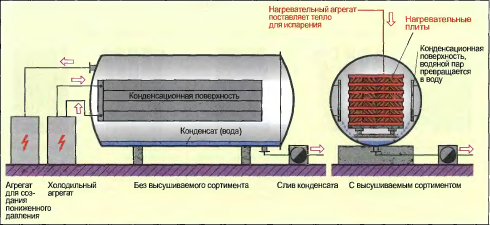 Нагревательный агрегат
поставляет тепло
для испарения
Нагревательные
плиты
Конденсационная
поверхность,
водяной пар
превращается
в воду
Конденсационная поверхность
Конденсат (вода)
Агрегат
для соз-
дания
пониженного
давления
Холодильный
агрегат
Без высушиваемого сортимента
Слив конденсата
С высушиваемым сортиментом